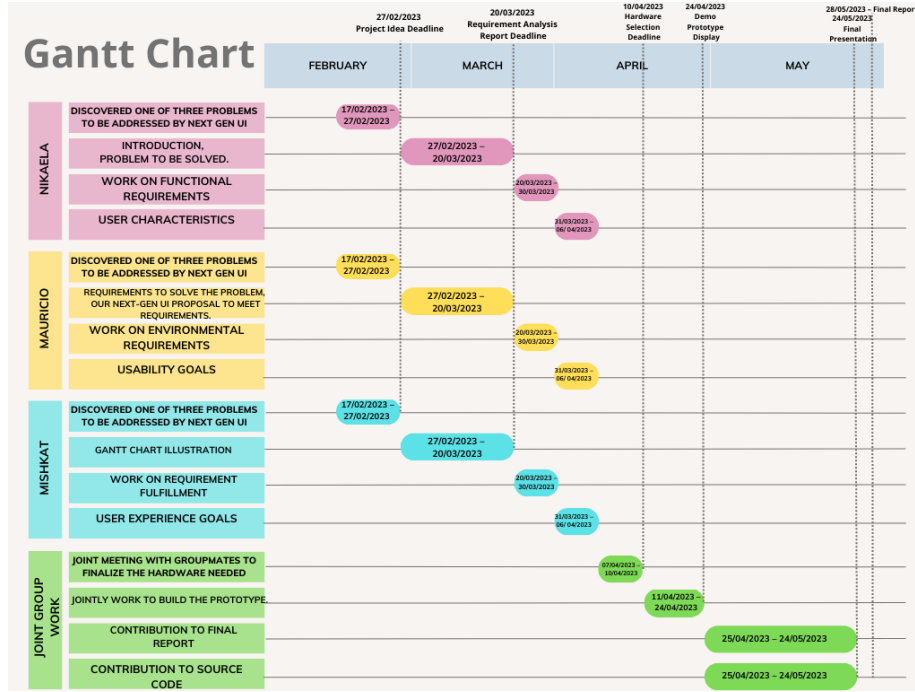 27/02/2023
Project Idea Deadline
20/03/2023
Requirement Analysis
Report Deadline
10/04/2023
Hardware
Selection
Deadline
24/04/2023
Demo
Prototype
Display
28/05/2023 – Final Repor
24/05/2023
Final
Presentation
Gantt Chart
FEBRUARY
MARCH
APRIL
MAY
NIKAELA
DISCOVERED ONE OF THREE PROBLEMS
TO BE ADDRESSED BY NEXT GEN UI
17/02/2023 –
27/02/2023
INTRODUCTION,
PROBLEM TO BE SOLVED.
27/02/2023 –
20/03/2023
WORK ON FUNCTIONAL
REQUIREMENTS
20/03/2023 –
30/03/2023
USER CHARACTERISTICS
31/03/2023 –
06/04/2023
MAURICIO
DISCOVERED ONE OF THREE PROBLEMS
TO BE ADDRESSED BY NEXT GEN UI
17/02/2023 –
27/02/2023
REQUIREMENTS TO SOLVE THE PROBLEM,
OUR NEXT-GEN UI PROPOSAL TO MEET
REQUIREMENTS.
27/02/2023 –
20/03/2023
WORK ON ENVIRONMENTAL
REQUIREMENTS
20/03/2023 –
30/03/2023
USABILITY GOALS
31/03/2023 –
06/04/2023
MISHKAT
DISCOVERED ONE OF THREE PROBLEMS
TO BE ADDRESSED BY NEXT GEN UI
17/02/2023 –
27/02/2023
GANTT CHART ILLUSTRATION
27/02/2023 –
20/03/2023
WORK ON REQUIREMENT
FULFILLMENT
20/03/2023 –
30/03/2023
USER EXPERIENCE GOALS
31/03/2023 –
06/04/2023
JOINT GROUP
WORK
JOINT MEETING WITH GROUPMATES TO
FINALIZE THE HARDWARE NEEDED
07/04/2023 –
10/04/2023
JOINTLY WORK TO BUILD THE PROTOTYPE.
11/04/2023 –
24/04/2023
CONTRIBUTION TO FINAL
REPORT
25/04/2023 – 24/05/2023
CONTRIBUTION TO SOURCE
CODE
25/04/2023 – 24/05/2023